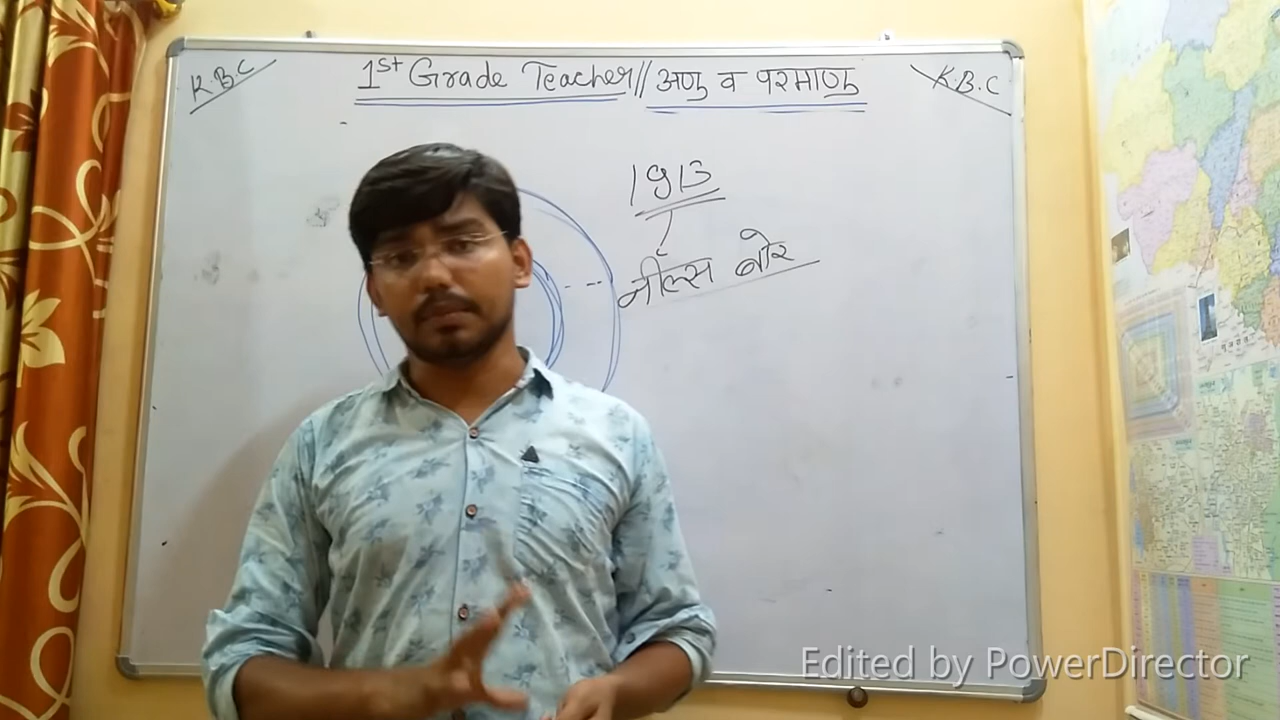 K.B.C
1st Grade Teacher // अणु व परमाणु
K.B.C
1913
नील्स बोर
Edited by PowerDirector